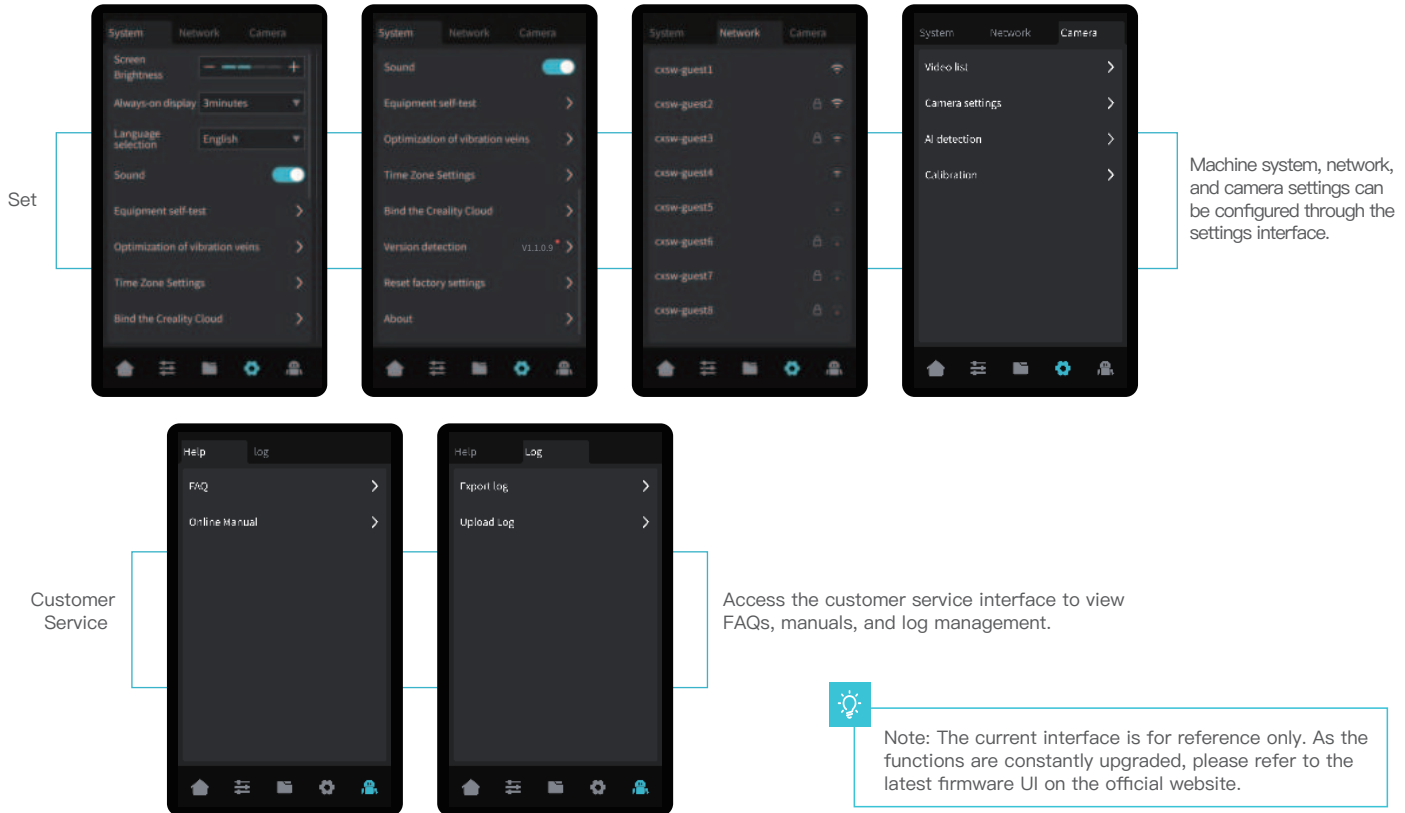 Set
System Network Camera
Screen
Brightness
Always-on display 3minutes
Language
selection English
Sound
Equipment self-test
Optimization of vibration veins
Time Zone Settings
Bind the Creality Cloud
System Network Camera
Sound
Equipment self-test
Optimization of vibration veins
Time Zone Settings
Bind the Creality Cloud
Version detection V1.1.0.9
Reset factory settings
About
System Network Camera
cxsw-guest1
cxsw-guest2
cxsw-guest3
cxsw-guest4
cxsw-guest5
cxsw-guest6
cxsw-guest7
cxsw-guest8
System Network Camera
Video list
Camera settings
AI detection
Calibration
Machine system, network,
and camera settings can
be configured through the
settings interface.
Customer
Service
Help log
FAQ
Online Manual
Help Log
Export log
Upload Log
Access the customer service interface to view
FAQs, manuals, and log management.
Note: The current interface is for reference only. As the
functions are constantly upgraded, please refer to the
latest firmware UI on the official website.